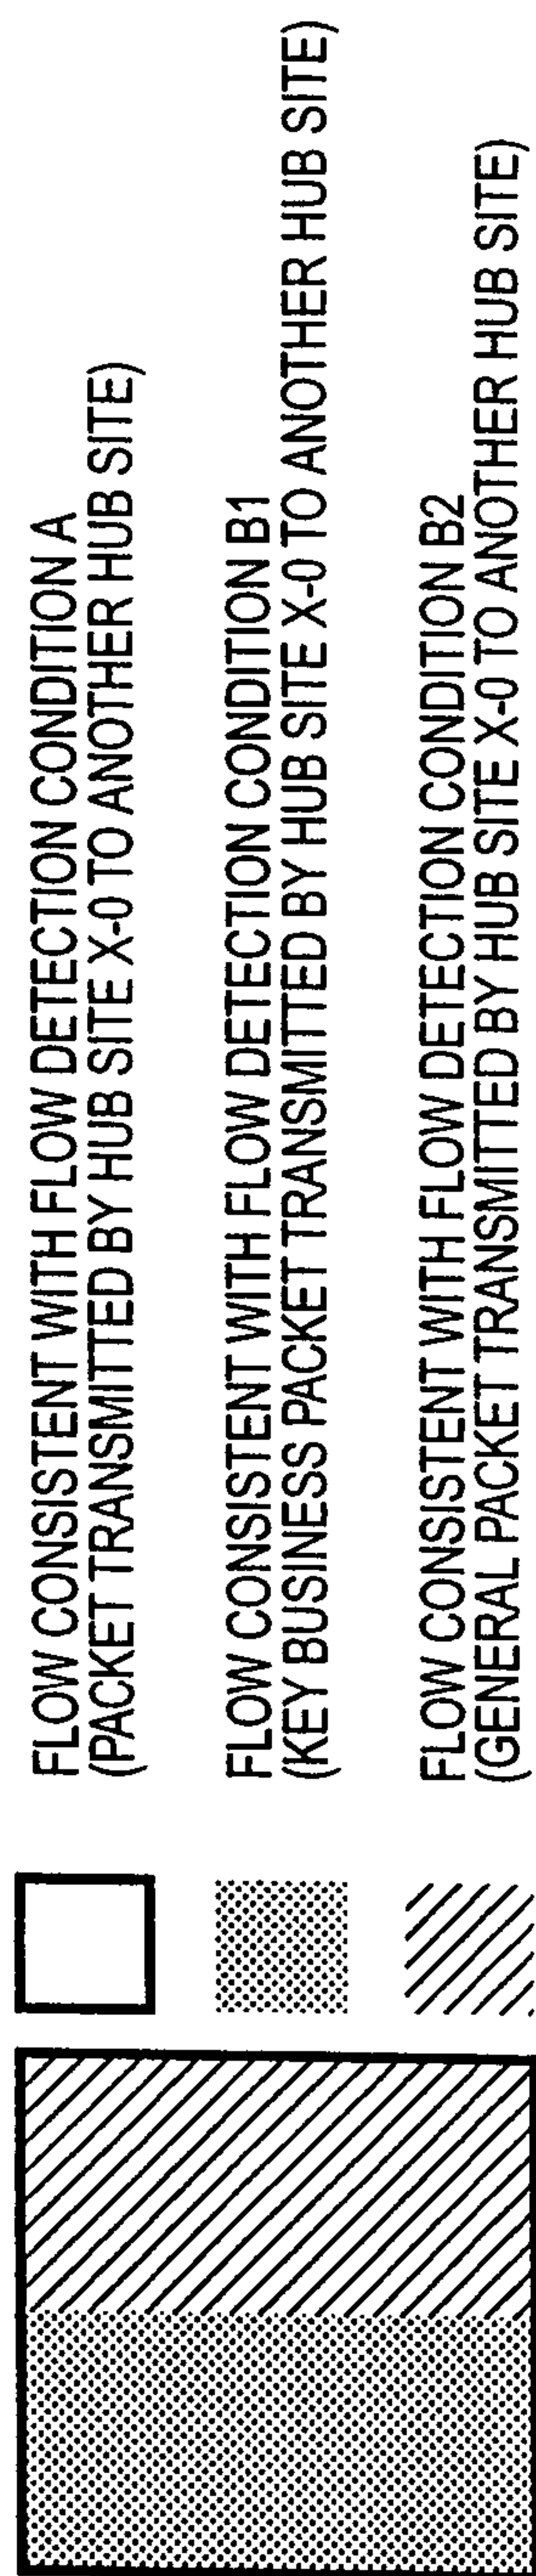 FLOW CONSISTENT WITH FLOW DETECTION CONDITION A
(PACKET TRANSMITTED BY HUB SITE X-0 TO ANOTHER HUB SITE)
FLOW CONSISTENT WITH FLOW DETECTION CONDITION B1
(KEY BUSINESS PACKET TRANSMITTED BY HUB SITE X-0 TO ANOTHER HUB SITE)
FLOW CONSISTENT WITH FLOW DETECTION CONDITION B2
(GENERAL PACKET TRANSMITTED BY HUB SITE X-0 TO ANOTHER HUB SITE)